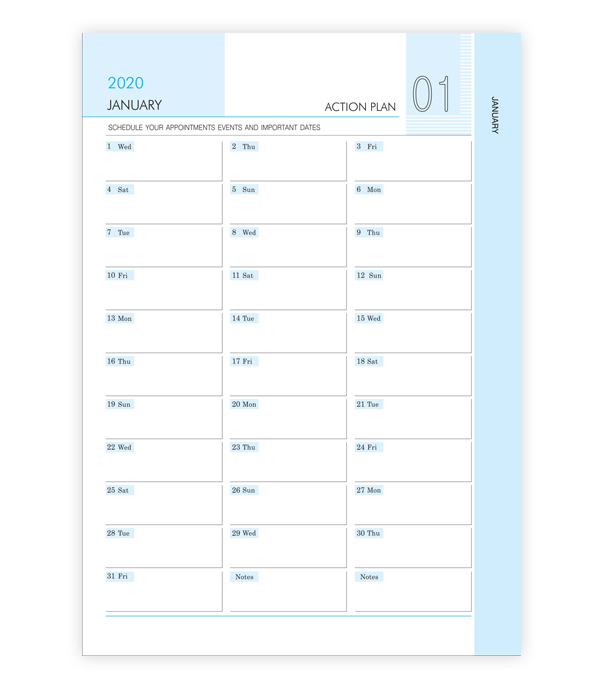 2020
JANUARY
ACTION PLAN
01
JANUARY
SCHEDULE YOUR APPOINTMENTS EVENTS AND IMPORTANT DATES
1 Wed
2 Thu
3 Fri
4 Sat
5 Sun
6 Mon
7 Tue
8 Wed
9 Thu
10 Fri
11 Sat
12 Sun
13 Mon
14 Tue
15 Wed
16 Thu
17 Fri
18 Sat
19 Sun
20 Mon
21 Tue
22 Wed
23 Thu
24 Fri
25 Sat
26 Sun
27 Mon
28 Tue
29 Wed
30 Thu
31 Fri
Notes
Notes